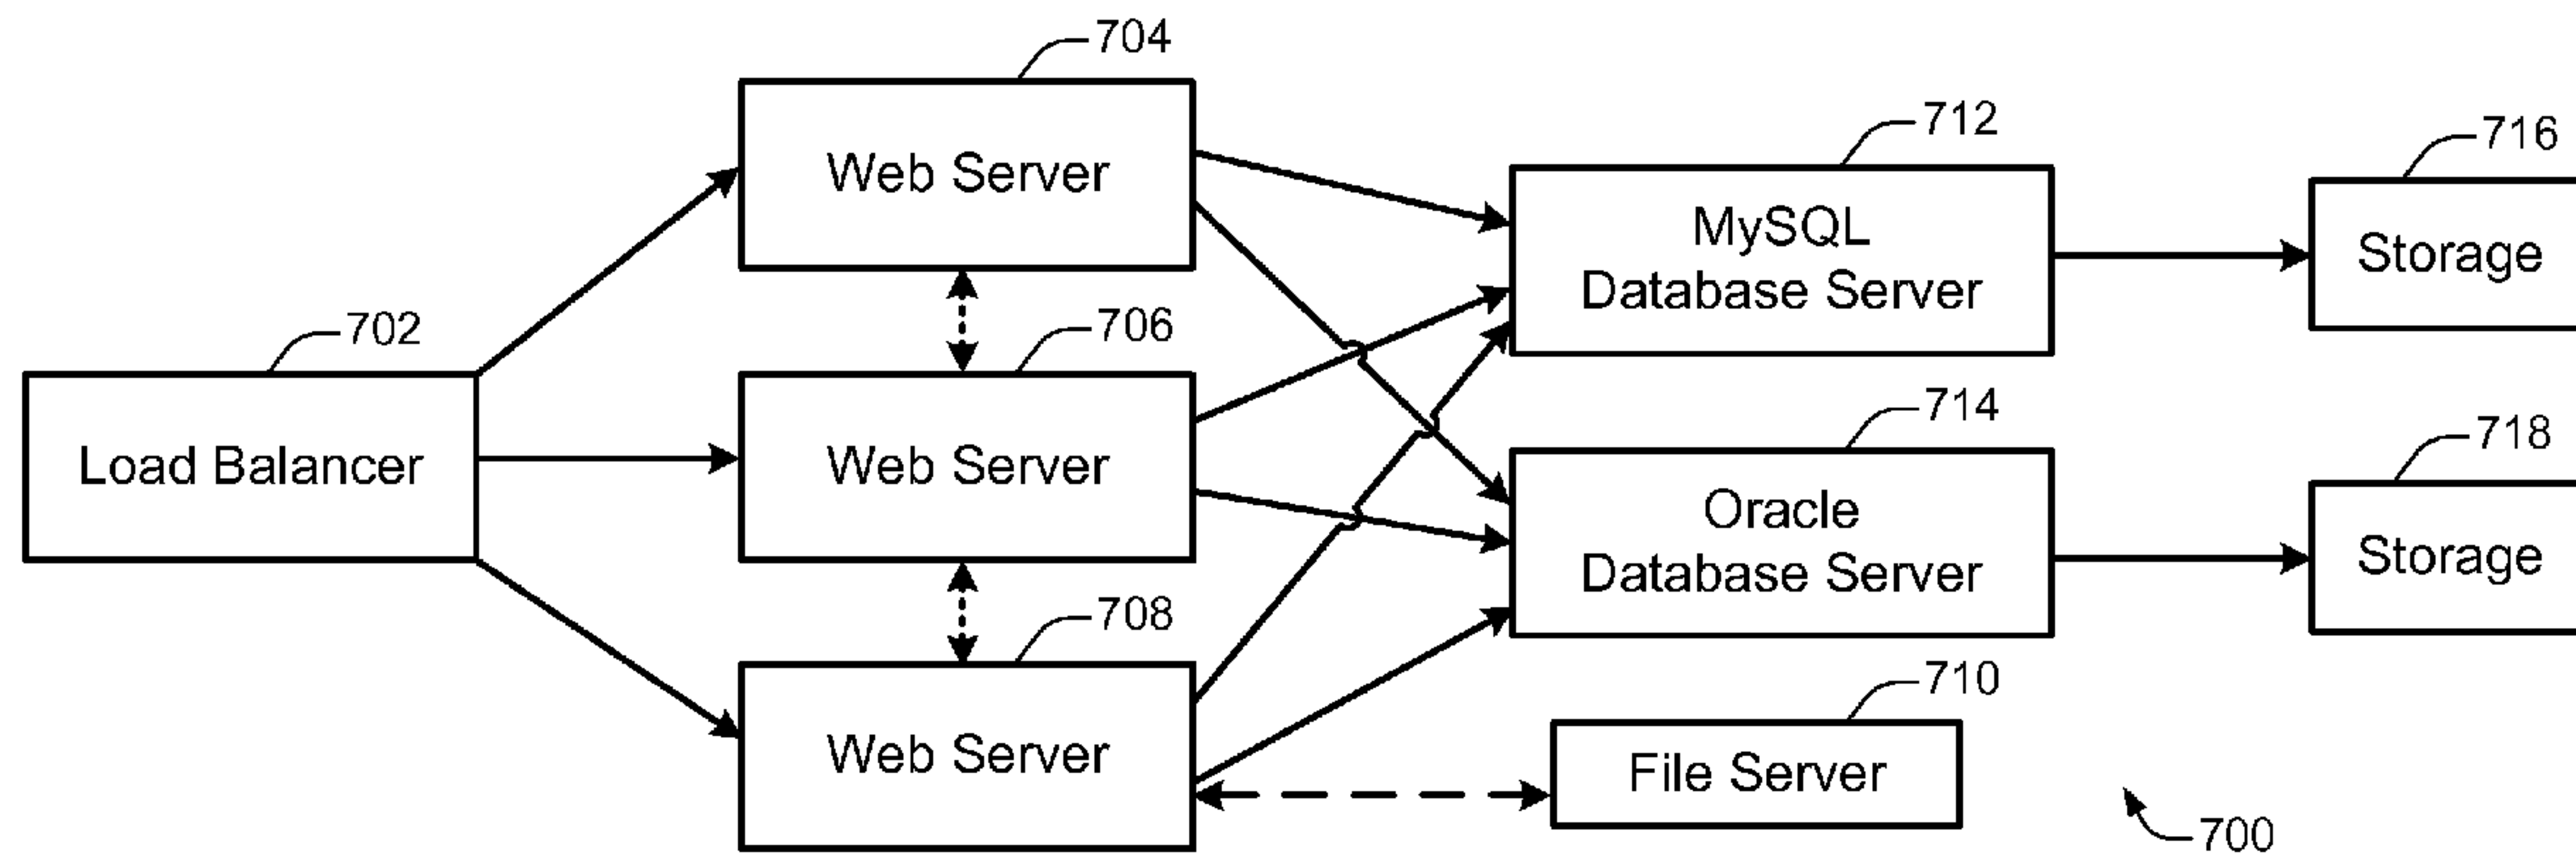 704
Web Server
712
MySQL
Database Server
716
Storage
702
Load Balancer
706
Web Server
714
Oracle
Database Server
718
Storage
708
Web Server
710
File Server
700